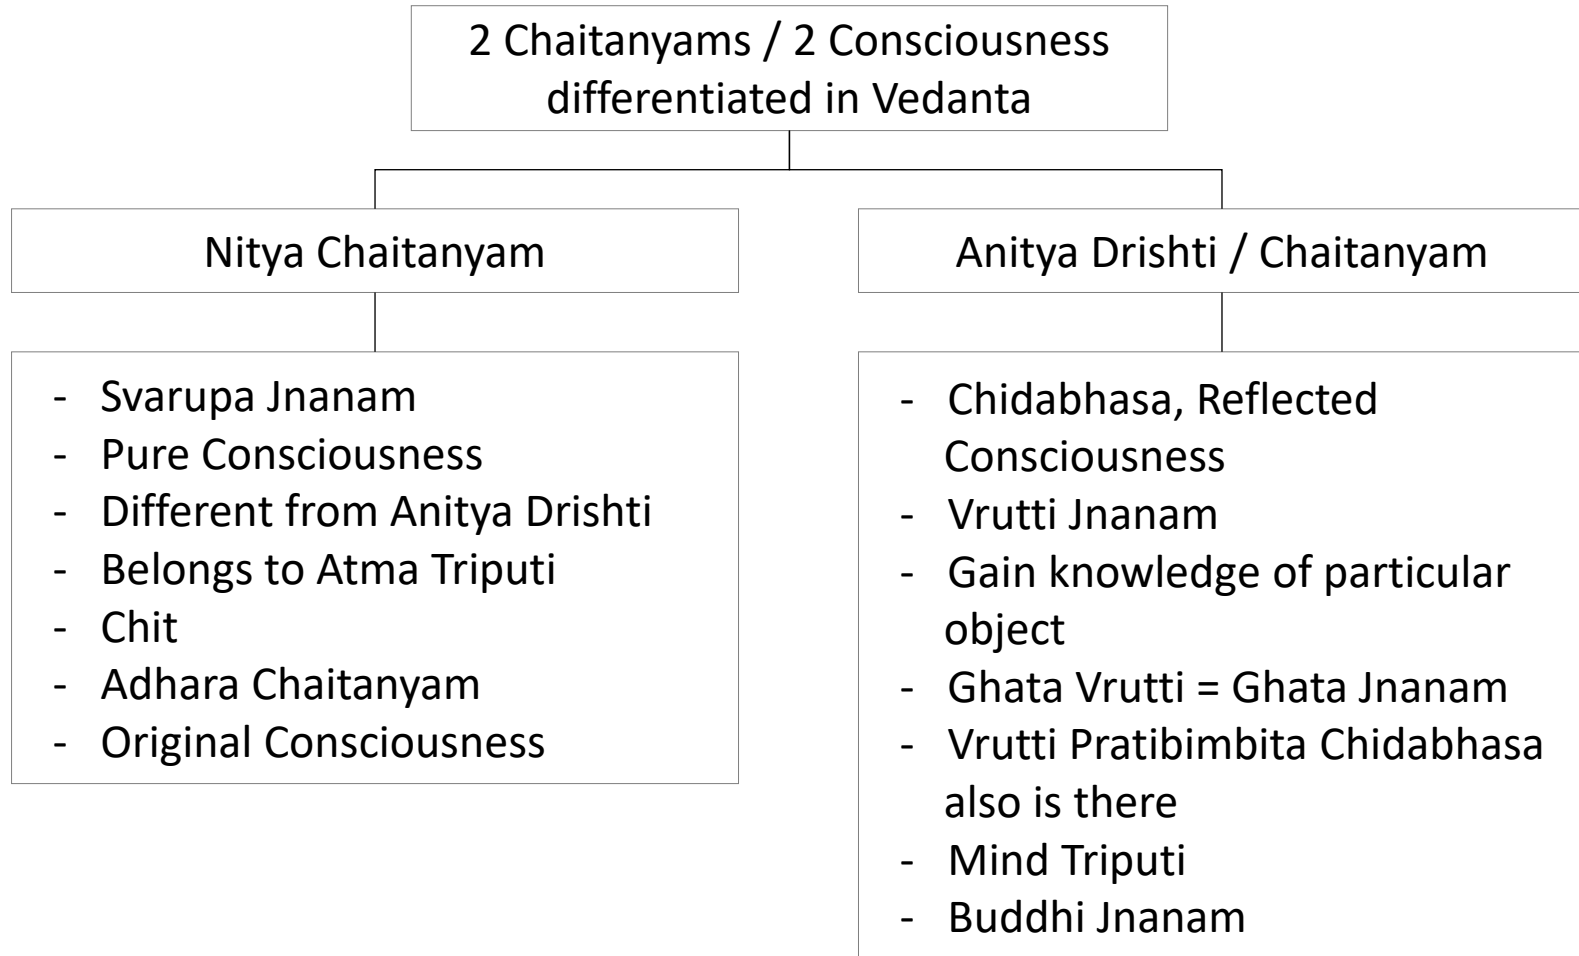 2 Chaitanyams / 2 Consciousness
differentiated in Vedanta
Nitya Chaitanyam
- Svarupa Jnanam
- Pure Consciousness
- Different from Anitya Drishti
- Belongs to Atma Triputi
- Chit
- Adhara Chaitanyam
- Original Consciousness
Anitya Drishti / Chaitanyam
- Chidabhasa, Reflected
Consciousness
- Vrutti Jnanam
- Gain knowledge of particular
object
- Ghata Vrutti = Ghata Jnanam
- Vrutti Pratibimbita Chidabhasa
also is there
- Mind Triputi
- Buddhi Jnanam